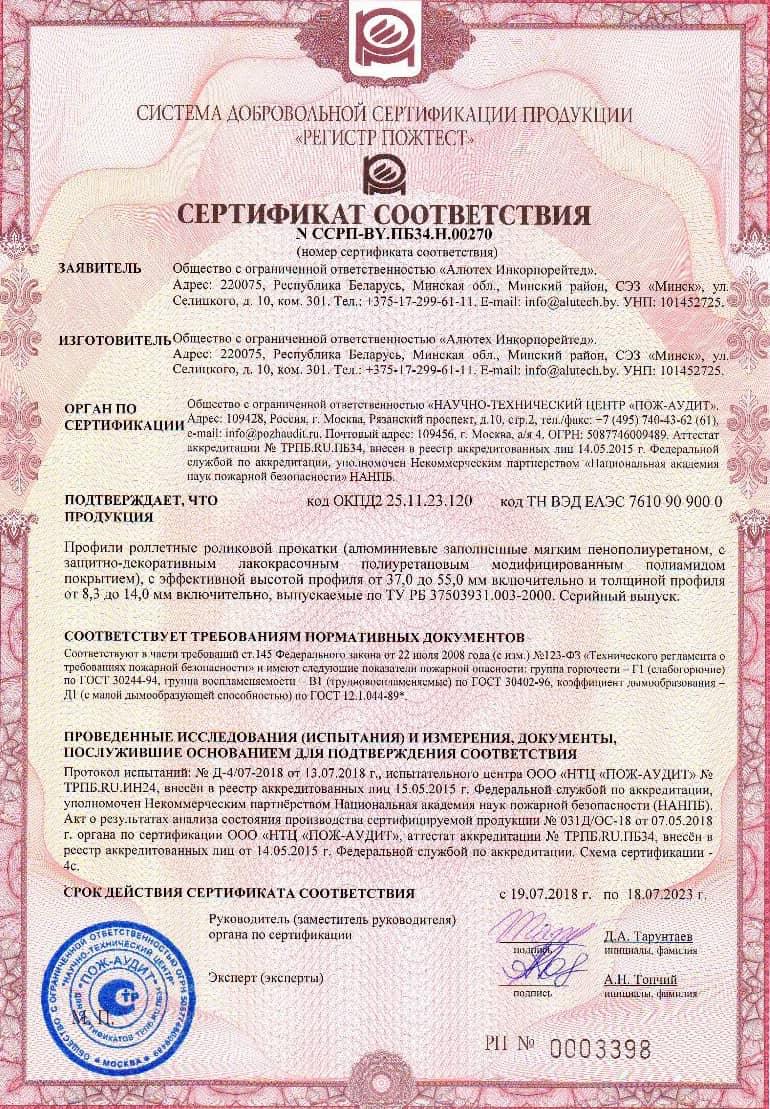 СИСТЕМА ДОБРОВОЛЬНОЙ СЕРТИФИКАЦИИ ПРОДУКЦИИ
«РЕГИСТР ПОЖТЕСТ»
СЕРТИФИКАТ СООТВЕТСТВИЯ
N ССРП-BY.ПБ34.Н.00270
(номер сертификата соответствия)
ЗАЯВИТЕЛЬ Общество с ограниченной ответственностью «Алютех Инкорпорейтед».
Адрес: 220075, Республика Беларусь, Минская обл., Минский район, СЭЗ «Минск», ул.
Селицкого, д. 10, ком. 301. Тел.: +375-17-299-61-11. E-mail: info@alutech.by. УНП: 101452725.
ИЗГОТОВИТЕЛЬ Общество с ограниченной ответственностью «Алютех Инкорпорейтед».
Адрес: 220075, Республика Беларусь, Минская обл., Минский район, СЭЗ «Минск», ул.
Селицкого, д. 10, ком. 301. Тел.: +375-17-299-61-11. E-mail: info@alutech.by. УНП: 101452725.
ОРГАН ПО
СЕРТИФИКАЦИИ
Общество с ограниченной ответственностью «НАУЧНО-ТЕХНИЧЕСКИЙ ЦЕНТР «ПОЖ-АУДИТ».
Адрес: 109428, Россия, г. Москва, Рязанский проспект, д.10, стр.2, тел./факс: +7 (495) 740-43-62 (61),
e-mail: info@pozhaudit.ru. Почтовый адрес: 109456, г. Москва, а/я 4. ОГРН: 5087746009489. Аттестат
аккредитации № ТРПБ.RU.ПБ34, внесен в реестр аккредитованных лиц 14.05.2015 г. Федеральной
службой по аккредитации, уполномочен Некоммерческим партнерством «Национальная академия
наук пожарной безопасности» НАНПБ.
ПОДТВЕРЖДАЕТ, ЧТО
ПРОДУКЦИЯ
код ОКПД2 25.11.23.120 код ТН ВЭД ЕАЭС 7610 90 900 0
Профили роллетные роликовой прокатки (алюминиевые заполненные мягким пенополиуретаном, с
защитно-декоративным лакокрасочным полиуретановым модифицированным полиамидом
покрытием), с эффективной высотой профиля от 37,0 до 55,0 мм включительно и толщиной профиля
от 8,3 до 14,0 мм включительно, выпускаемые по ТУ РБ 37503931.003-2000. Серийный выпуск.
СООТВЕТСТВУЕТ ТРЕБОВАНИЯМ НОРМАТИВНЫХ ДОКУМЕНТОВ
Соответствуют в части требований ст.145 Федерального закона от 22 июля 2008 года (с изм.) №123-ФЗ «Технического регламента о
требованиях пожарной безопасности» и имеют следующие показатели пожарной опасности: группа горючести – Г1 (слабогорючие)
по ГОСТ 30244-94, группа воспламеняемости – В1 (трудновоспламеняемые) по ГОСТ 30402-96, коэффициент дымообразования –
Д1 (с малой дымообразующей способностью) по ГОСТ 12.1.044-89*.
ПРОВЕДЕННЫЕ ИССЛЕДОВАНИЯ (ИСПЫТАНИЯ) И ИЗМЕРЕНИЯ, ДОКУМЕНТЫ,
ПОСЛУЖИВШИЕ ОСНОВАНИЕМ ДЛЯ ПОДТВЕРЖДЕНИЯ СООТВЕТСТВИЯ
Протокол испытаний: № Д-4/07-2018 от 13.07.2018 г., испытательного центра ООО «НТЦ «ПОЖ-АУДИТ» №
ТРПБ.RU.ИН24, внесён в реестр аккредитованных лиц 15.05.2015 г. Федеральной службой по аккредитации,
уполномочен Некоммерческим партнёрством Национальная академия наук пожарной безопасности (НАНПБ).
Акт о результатах анализа состояния производства сертифицируемой продукции № 031Д/ОС-18 от 07.05.2018
г. органа по сертификации ООО «НТЦ «ПОЖ-АУДИТ», аттестат аккредитации № ТРПБ.RU.ПБ34, внесён в
реестр аккредитованных лиц от 14.05.2015 г. Федеральной службой по аккредитации. Схема сертификации -
4с.
СРОК ДЕЙСТВИЯ СЕРТИФИКАТА СООТВЕТСТВИЯ с 19.07.2018 г. по 18.07.2023 г.
Руководитель (заместитель руководителя)
органа по сертификации
подпись
Д.А. Тарунтаев
инициалы, фамилия
Эксперт (эксперты)
подпись
А.Н. Топчий
инициалы, фамилия
М.П.
ОБЩЕСТВО С ОГРАНИЧЕННОЙ ОТВЕТСТВЕННОСТЬЮ ОГРН 5087746009489
"НАУЧНО-ТЕХНИЧЕСКИЙ ЦЕНТР
"ПОЖ-АУДИТ"
ТР
ДЛЯ СЕРТИФИКАТОВ ТРПБ.RU.ПБ34
* МОСКВА *
РП № 0003398